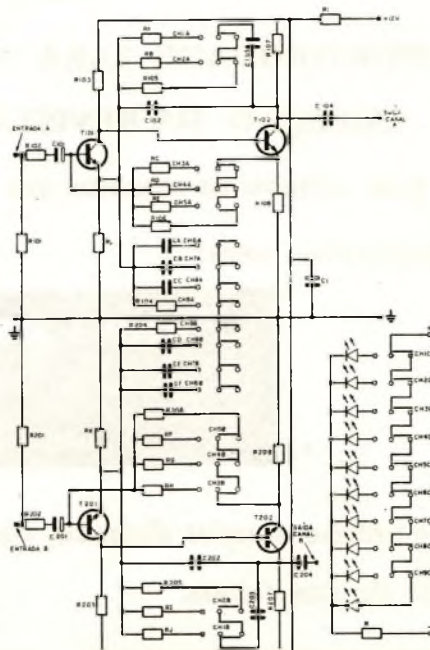 R1
+12V
RA
CH1A
RB
CH2A
R105
R103
C103
R107
C102
C104
SAÍDA
CANAL
A
ENTRADA A
R102
C101
T101
T102
RC
CH3A
RD
CH4A
RE
CH5A
R106
R108
R101
CA
CH6A
CB
CH7A
CC
CH8A
R104
CH9A
C1
R204
CH9B
CD
CH8B
CE
CH7B
CF
CH6B
CH1C
CH2C
CH3C
CH4C
CH5C
CH6C
CH7C
CH8C
CH9C
R201
CH5B
RF
CH4B
RG
CH3B
RH
R208
R202
C201
T201
T202
ENTRADA B
C202
SAÍDA
CANAL
B
C204
R205
R203
RI
CH2B
C203
R207
RJ
CH1B
R